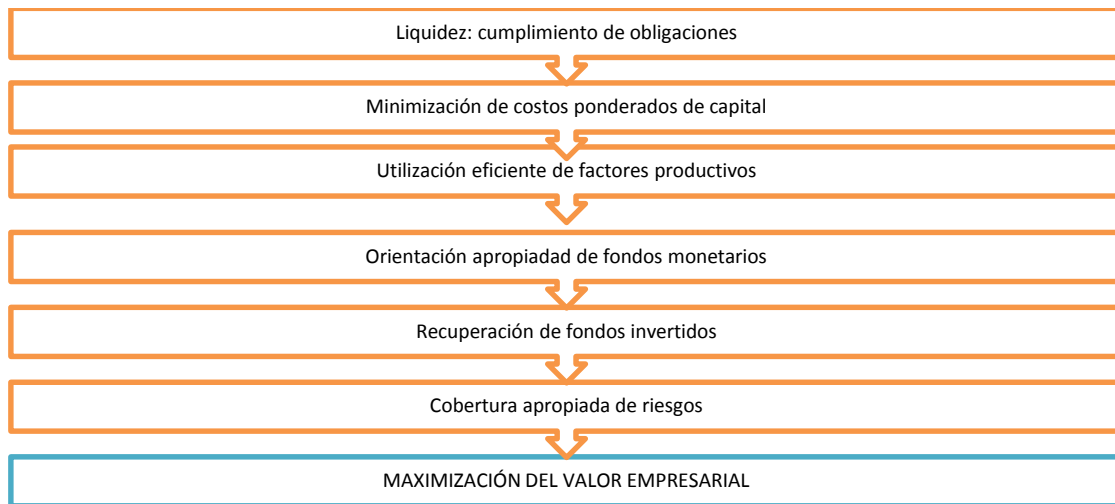 Liquidez: cumplimiento de obligaciones
Minimización de costos ponderados de capital
Utilización eficiente de factores productivos
Orientación apropiadad de fondos monetarios
Recuperación de fondos invertidos
Cobertura apropiada de riesgos
MAXIMIZACIÓN DEL VALOR EMPRESARIAL